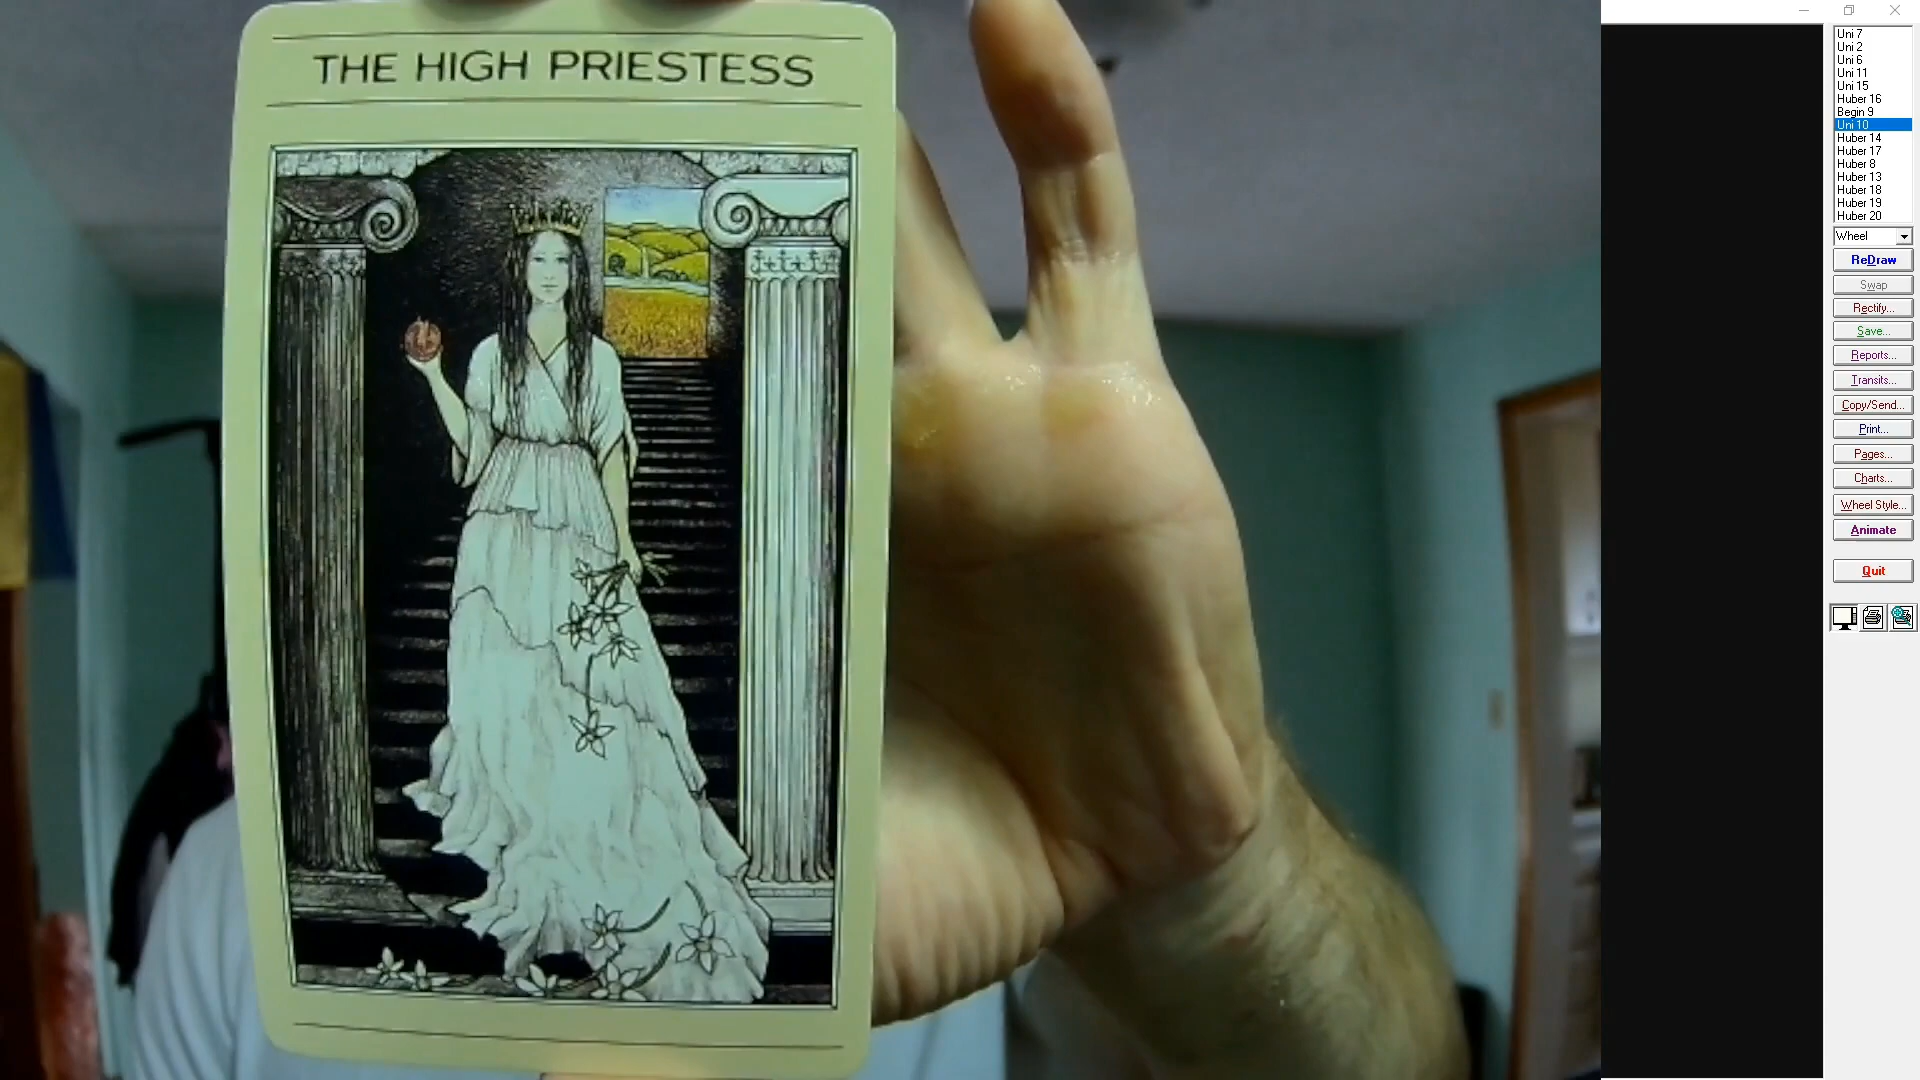 THE HIGH PRIESTESS
Uni 7
Uni 2
Uni 6
Uni 11
Uni 15
Huber 16
Begin 9
Uni 10
Huber 14
Huber 17
Huber 8
Huber 13
Huber 18
Huber 19
Huber 20
Wheel
ReDraw
Swap
Rectify...
Save...
Reports...
Transits...
Copy/Send...
Print...
Pages...
Charts...
Wheel Style...
Animate
Quit